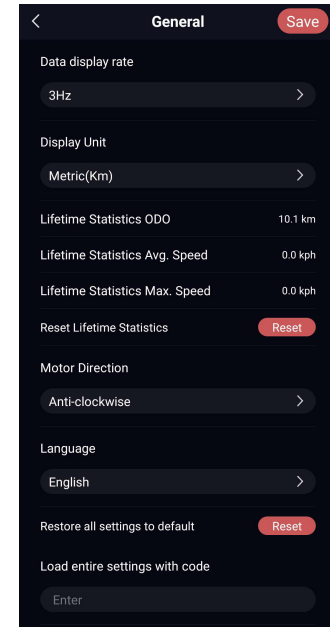 General
Save
Data display rate
3Hz
Display Unit
Metric(Km)
Lifetime Statistics ODO 10.1 km
Lifetime Statistics Avg. Speed 0.0 kph
Lifetime Statistics Max. Speed 0.0 kph
Reset Lifetime Statistics Reset
Motor Direction
Anti-clockwise
Language
English
Restore all settings to default Reset
Load entire settings with code
Enter